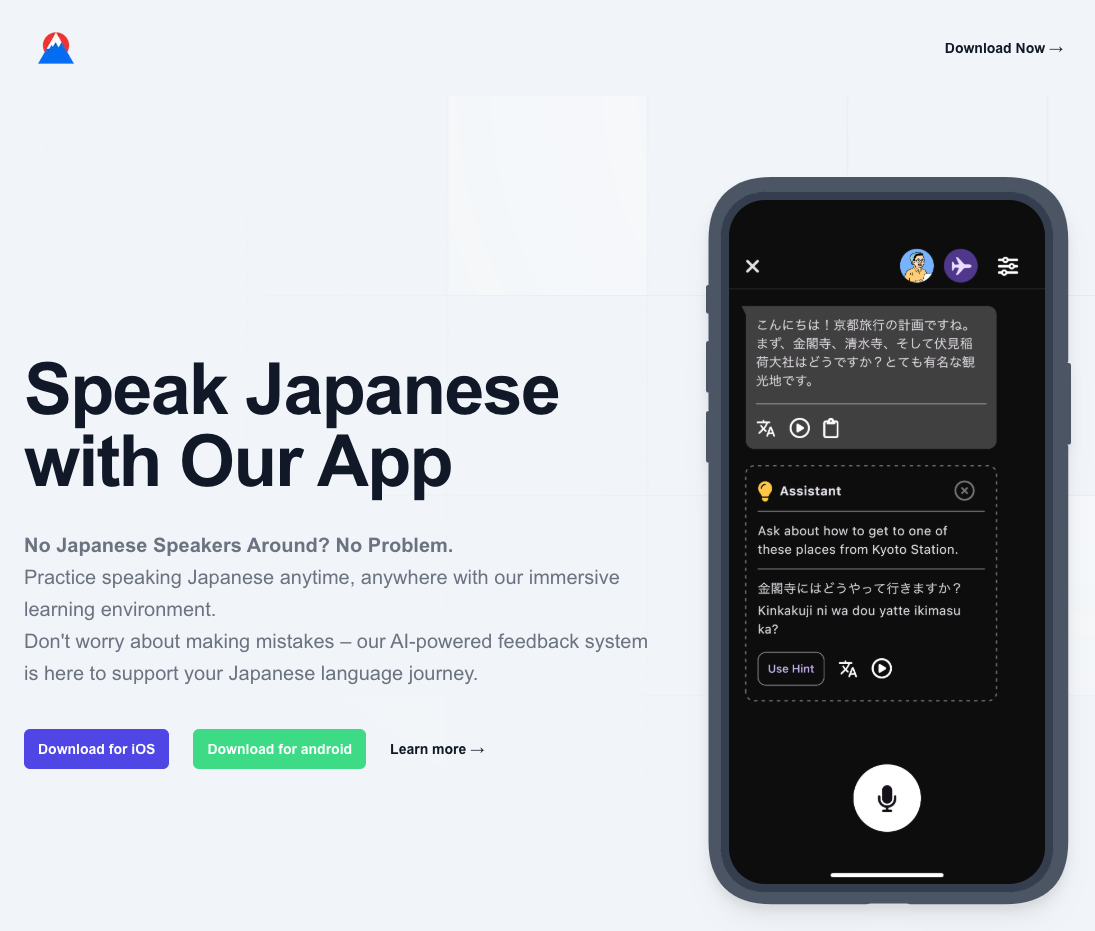 Download Now →
Speak Japanese
with Our App
No Japanese Speakers Around? No Problem.
Practice speaking Japanese anytime, anywhere with our immersive
learning environment.
Don't worry about making mistakes – our AI-powered feedback system
is here to support your Japanese language journey.
Download for iOS
Download for android
Learn more →
こんにちは！京都旅行の計画ですね。
まず、金閣寺、清水寺、そして伏見稲
荷大社はどうですか？とても有名な観
光地です。
Assistant
Ask about how to get to one of
these places from Kyoto Station.
金閣寺にはどうやって行きますか？
Kinkakuji ni wa dou yatte ikimasu
ka?
Use Hint